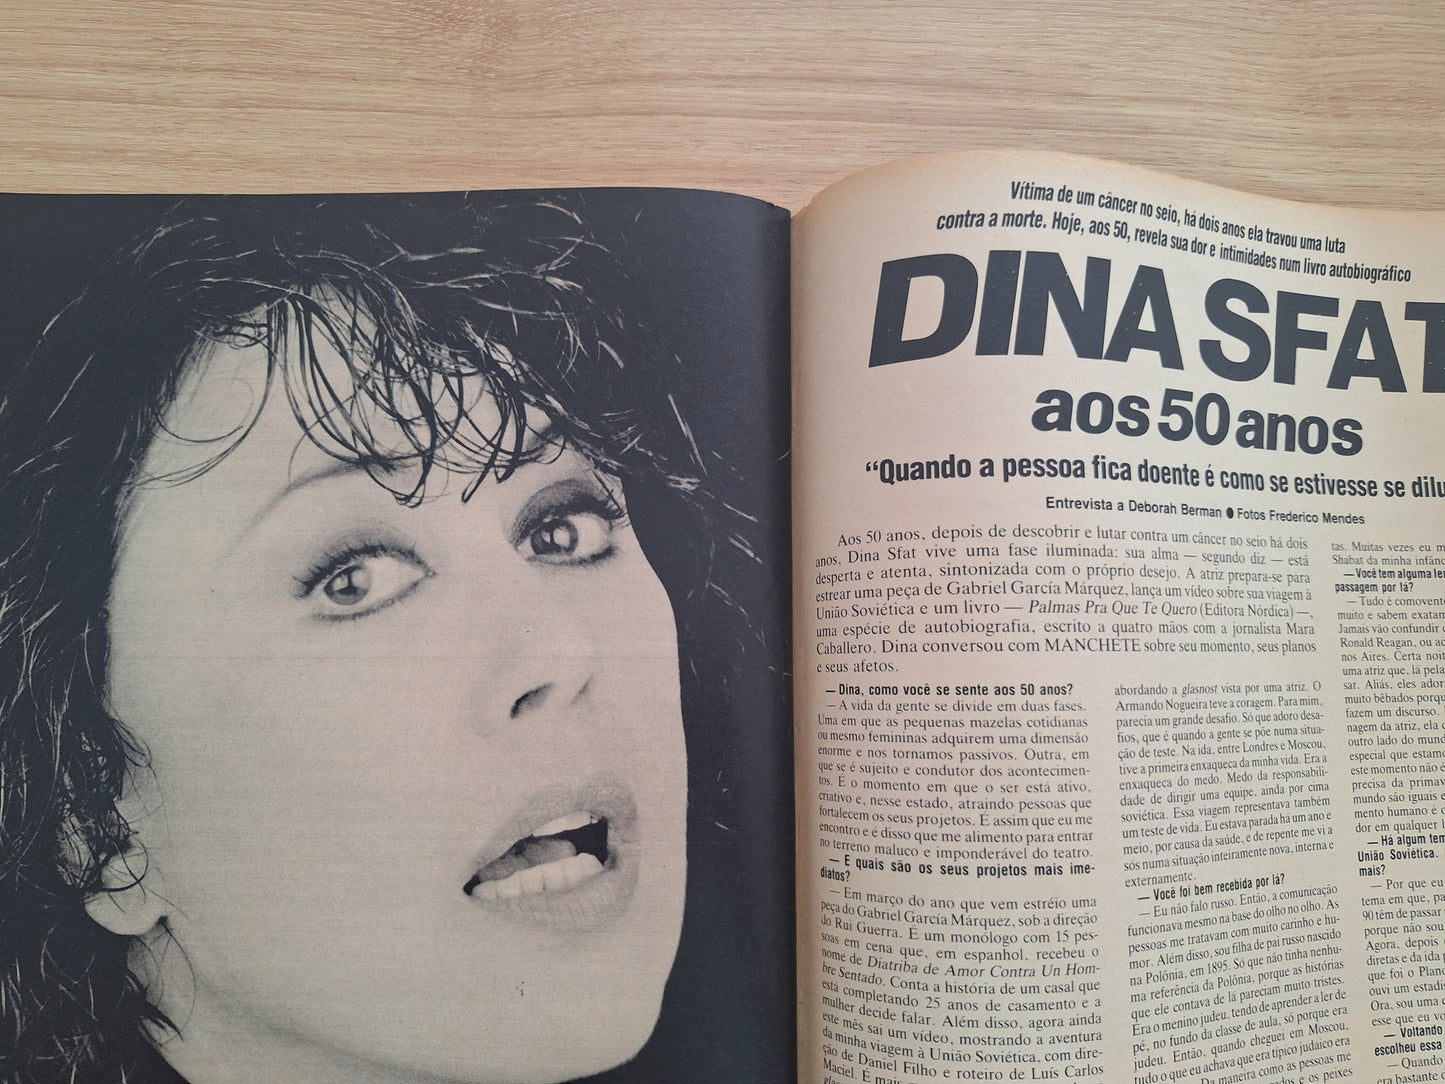 Vítima de um câncer no seio, há dois anos ela travou uma luta
contra a morte. Hoje, aos 50, revela sua dor e intimidades num livro autobiográfico
DINA SFAT
aos 50 anos
“Quando a pessoa fica doente é como se estivesse se
Entrevista a Deborah Berman ● Fotos Frederico Mendes
Aos 50 anos, depois de descobrir e lutar contra um câncer no seio há dois
anos, Dina Sfat vive uma fase iluminada: sua alma — segundo diz — está
desperta e atenta, sintonizada com o próprio desejo. A atriz prepara-se para
estrear uma peça de Gabriel García Márquez, lança um vídeo sobre sua viagem à
União Soviética e um livro — Palmas Pra Que Te Quero (Editora Nórdica) —,
uma espécie de autobiografia, escrito a quatro mãos com a jornalista Mara
Caballero. Dina conversou com MANCHETE sobre seu momento, seus planos
e seus afetos.
— Dina, como você se sente aos 50 anos?
— A vida da gente se divide em duas fases.
Uma em que as pequenas mazelas cotidianas
ou mesmo femininas adquirem uma dimensão
enorme e nos tornamos passivos. Outra, em
que se é sujeito e condutor dos acontecimen-
tos. É o momento em que o ser está ativo,
criativo e, nesse estado, atraindo pessoas que
fortalecem os seus projetos. É assim que eu me
encontro e é disso que me alimento para entrar
no terreno maluco e imponderável do teatro.
— E quais são os seus projetos mais ime-
diatos?
— Em março do ano que vem estréio uma
peça do Gabriel García Márquez, sob a direção
do Rui Guerra. É um monólogo com 15 pes-
soas em cena que, em espanhol, recebeu o
nome de Diatriba de Amor Contra Un Hom-
bre Sentado. Conta a história de um casal que
está completando 25 anos de casamento e a
mulher decide falar. Além disso, agora ainda
este mês sai um vídeo, mostrando a aventura
da minha viagem à União Soviética, com dire-
ção de Daniel Filho e roteiro de Luís Carlos
Maciel. É mais
abordando a glasnost vista por uma atriz. O
Armando Nogueira teve a coragem. Para mim,
parecia um grande desafio. Só que adoro desa-
fios, que é quando a gente se põe numa situa-
ção de teste. Na ida, entre Londres e Moscou,
tive a primeira enxaqueca da minha vida. Era a
enxaqueca do medo. Medo da responsabili-
dade de dirigir uma equipe, ainda por cima
soviética. Essa viagem representava também
um teste de vida. Eu estava parada há um ano e
meio, por causa da saúde, e de repente me vi a
sós numa situação inteiramente nova, interna e
externamente.
— Você foi bem recebida por lá?
— Eu não falo russo. Então, a comunicação
funcionava mesmo na base do olho no olho. As
pessoas me tratavam com muito carinho e hu-
mor. Além disso, sou filha de pai russo nascido
na Polônia, em 1895. Só que não tinha nenhu-
ma referência da Polônia, porque as histórias
que ele contava de lá pareciam muito tristes.
Era o menino judeu, tendo de aprender a ler de
pé, no fundo da classe de aula, só porque era
judeu. Então, quando cheguei em Moscou,
tudo o que eu achava que era típico judaico era
Da maneira como as pessoas me
e os peixes
tas. Muitas vezes eu
Shabat da minha
— Você tem alguma
passagem por lá?
— Tudo é
muito e sabem
Jamais vão confundir
Ronald Reagan, ou
nos Aires. Certa
uma atriz que, lá pela
sar. Aliás, eles
muito bêbados
fazem um discurso.
nagem da atriz, ela
outro lado do
especial que
este momento não é
precisa da
mundo são iguais e
mento humano é
dor em qualquer
— Há algum
União Soviética.
mais?
— Por que eu
tema em que,
90 têm de passar
porque não sou
Agora, depois
diretas e da ida
que foi o
ouvi um
Ora, sou uma
esse que eu
— Voltando
escolheu essa
— Quando
era bastante